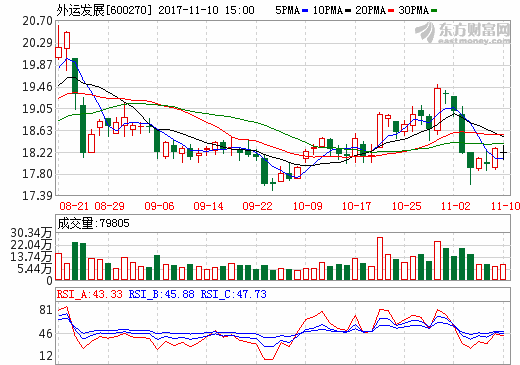 外运发展[600270] 2017-11-10 15:00 5PMA 10PMA 20PMA 30PMA
东方财富网
eastmoney.com
20.70
20.29
19.87
19.46
19.05
18.63
18.22
17.80
17.39
08-21 08-29 09-06 09-14 09-22 10-09 10-17 10-25 11-02 11-10
成交量:79805
30.34万
22.04万
13.74万
5.44万
0
RSI_A:43.33 RSI_B:45.88 RSI_C:47.73
81
46
12